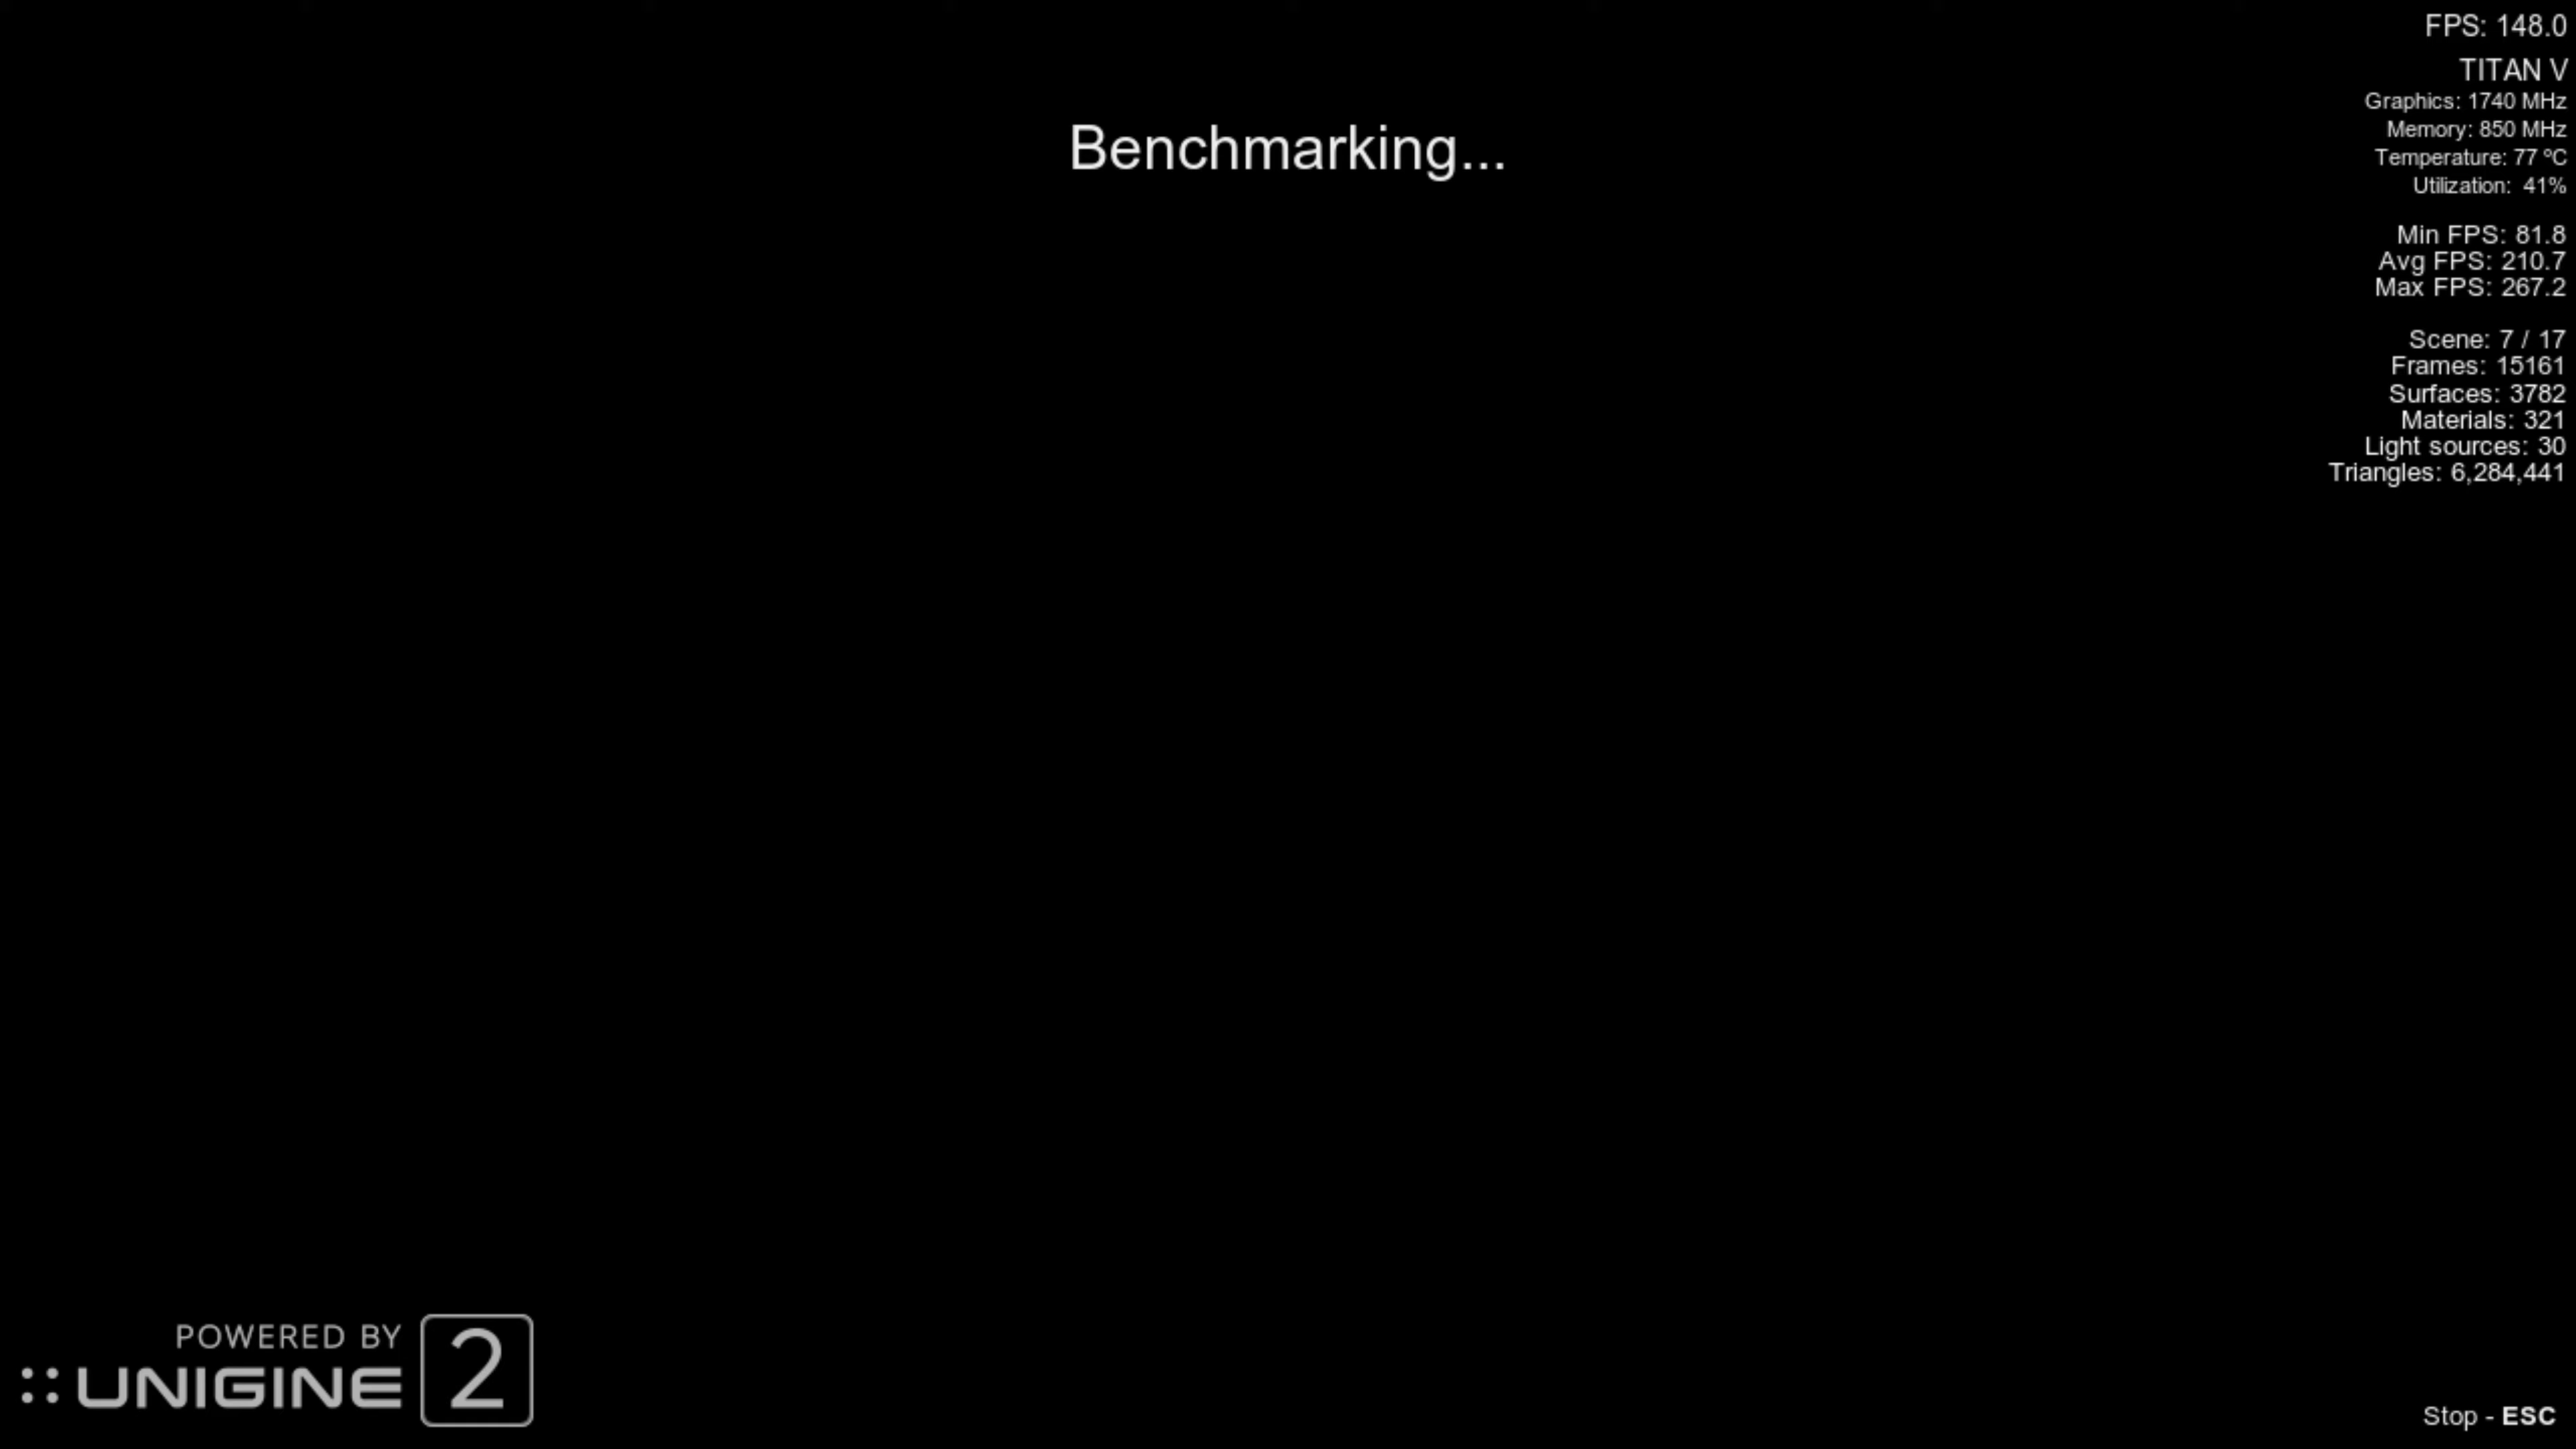 FPS: 148.0
TITAN V
Graphics: 1740 MHz
Memory: 850 MHz
Temperature: 77 ºC
Utilization: 41%
Benchmarking...
Min FPS: 81.8
Avg FPS: 210.7
Max FPS: 267.2
Scene: 7 / 17
Frames: 15161
Surfaces: 3782
Materials: 321
Light sources: 30
Triangles: 6,284,441
POWERED BY
UNIGINE 2
Stop - ESC